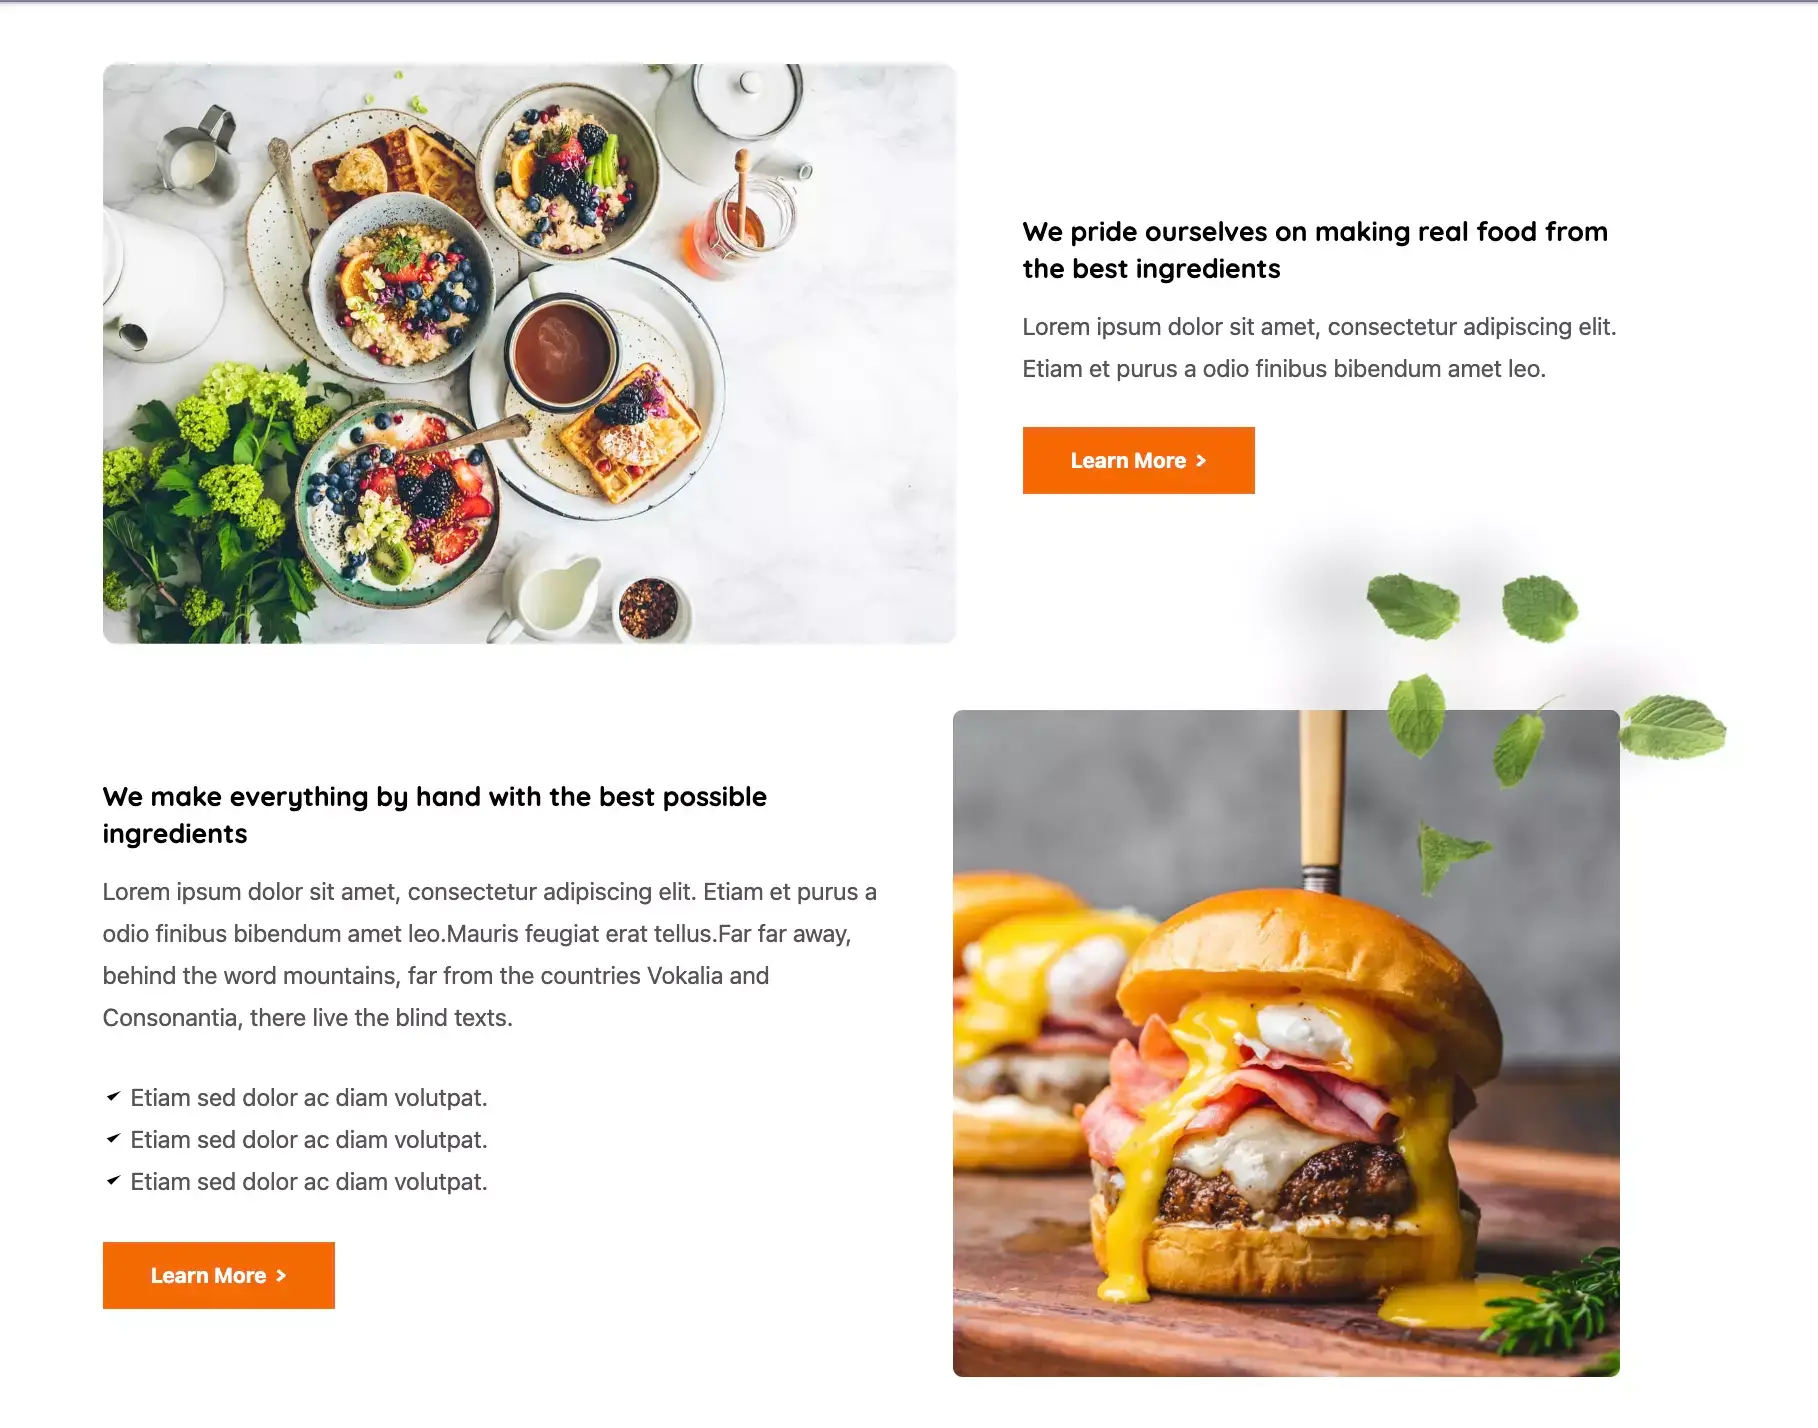 We pride ourselves on making real food from
the best ingredients
Lorem ipsum dolor sit amet, consectetur adipiscing elit.
Etiam et purus a odio finibus bibendum amet leo.
Learn More >
We make everything by hand with the best possible
ingredients
Lorem ipsum dolor sit amet, consectetur adipiscing elit. Etiam et purus a
odio finibus bibendum amet leo.Mauris feugiat erat tellus.Far far away,
behind the word mountains, far from the countries Vokalia and
Consonantia, there live the blind texts.
Etiam sed dolor ac diam volutpat.
Etiam sed dolor ac diam volutpat.
Etiam sed dolor ac diam volutpat.
Learn More >